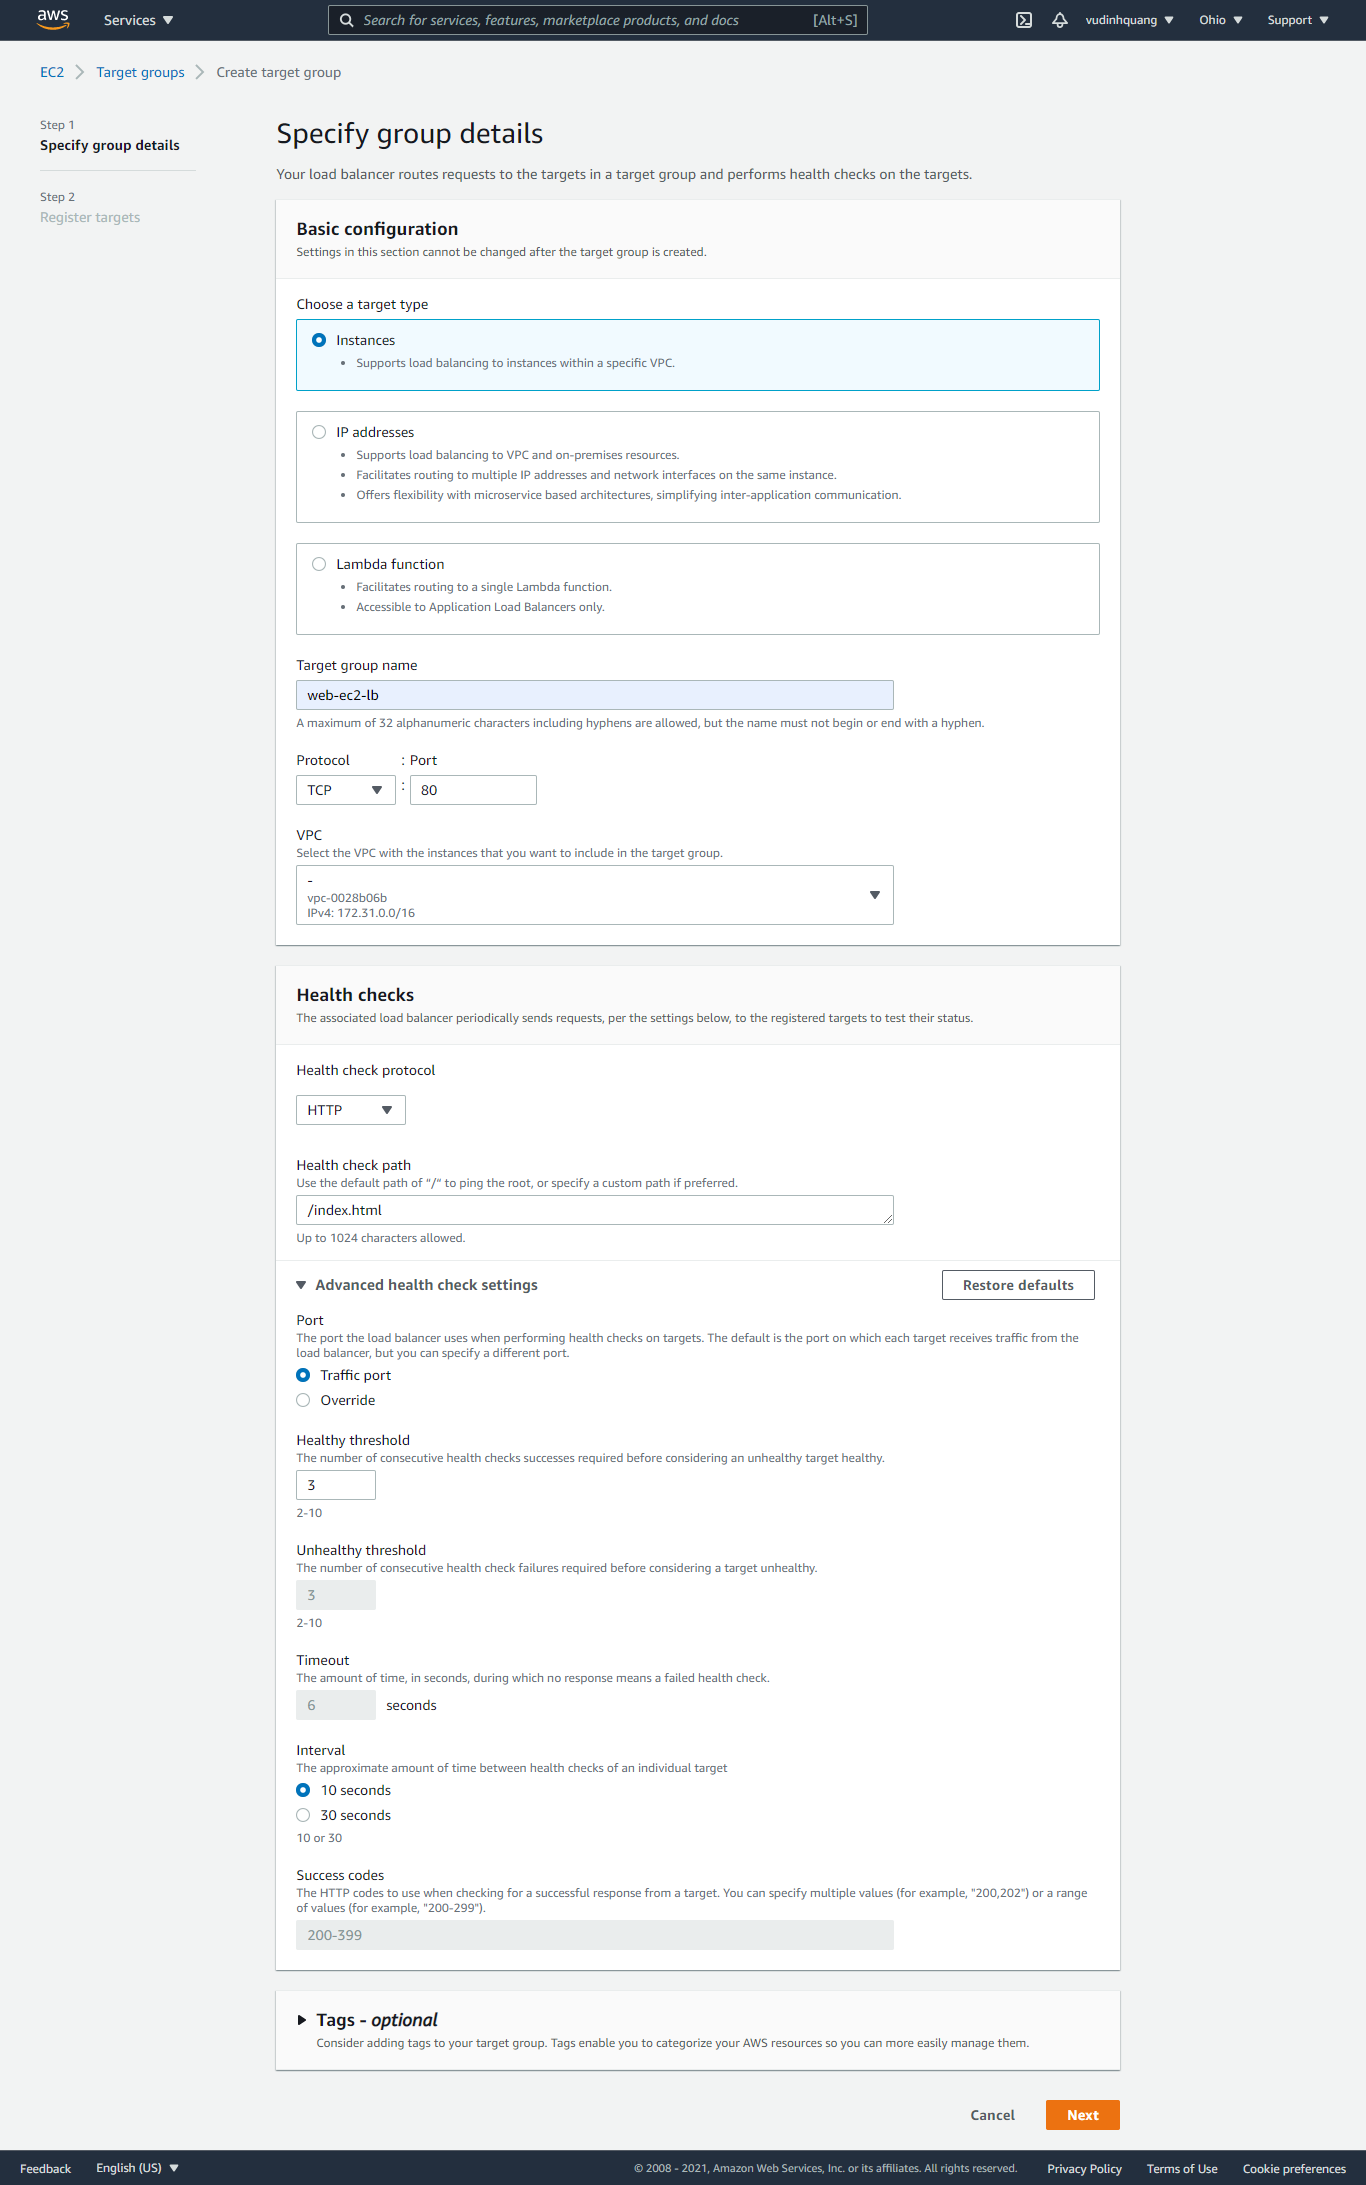 aws
Services
Search for services, features, marketplace products, and docs
[Alt+S]
vudinhquang
Ohio
Support
EC2
Target groups
Create target group
Step 1
Specify group details
Step 2
Register targets
Specify group details
Your load balancer routes requests to the targets in a target group and performs health checks on the targets.
Basic configuration
Settings in this section cannot be changed after the target group is created.
Choose a target type
Instances
• Supports load balancing to instances within a specific VPC.
IP addresses
• Supports load balancing to VPC and on-premises resources.
• Facilitates routing to multiple IP addresses and network interfaces on the same instance.
• Offers flexibility with microservice based architectures, simplifying inter-application communication.
Lambda function
• Facilitates routing to a single Lambda function.
• Accessible to Application Load Balancers only.
Target group name
web-ec2-lb
A maximum of 32 alphanumeric characters including hyphens are allowed, but the name must not begin or end with a hyphen.
Protocol : Port
TCP : 80
VPC
Select the VPC with the instances that you want to include in the target group.
-
vpc-0028b06b
IPv4: 172.31.0.0/16
Health checks
The associated load balancer periodically sends requests, per the settings below, to the registered targets to test their status.
Health check protocol
HTTP
Health check path
Use the default path of “/“ to ping the root, or specify a custom path if preferred.
/index.html
Up to 1024 characters allowed.
Advanced health check settings
Restore defaults
Port
The port the load balancer uses when performing health checks on targets. The default is the port on which each target receives traffic from the
load balancer, but you can specify a different port.
Traffic port
Override
Healthy threshold
The number of consecutive health checks successes required before considering an unhealthy target healthy.
3
2-10
Unhealthy threshold
The number of consecutive health check failures required before considering a target unhealthy.
3
2-10
Timeout
The amount of time, in seconds, during which no response means a failed health check.
6 seconds
Interval
The approximate amount of time between health checks of an individual target
10 seconds
30 seconds
10 or 30
Success codes
The HTTP codes to use when checking for a successful response from a target. You can specify multiple values (for example, "200,202") or a range
of values (for example, "200-299").
200-399
Tags - optional
Consider adding tags to your target group. Tags enable you to categorize your AWS resources so you can more easily manage them.
Cancel
Next
Feedback
English (US)
© 2008 - 2021, Amazon Web Services, Inc. or its affiliates. All rights reserved.
Privacy Policy
Terms of Use
Cookie preferences